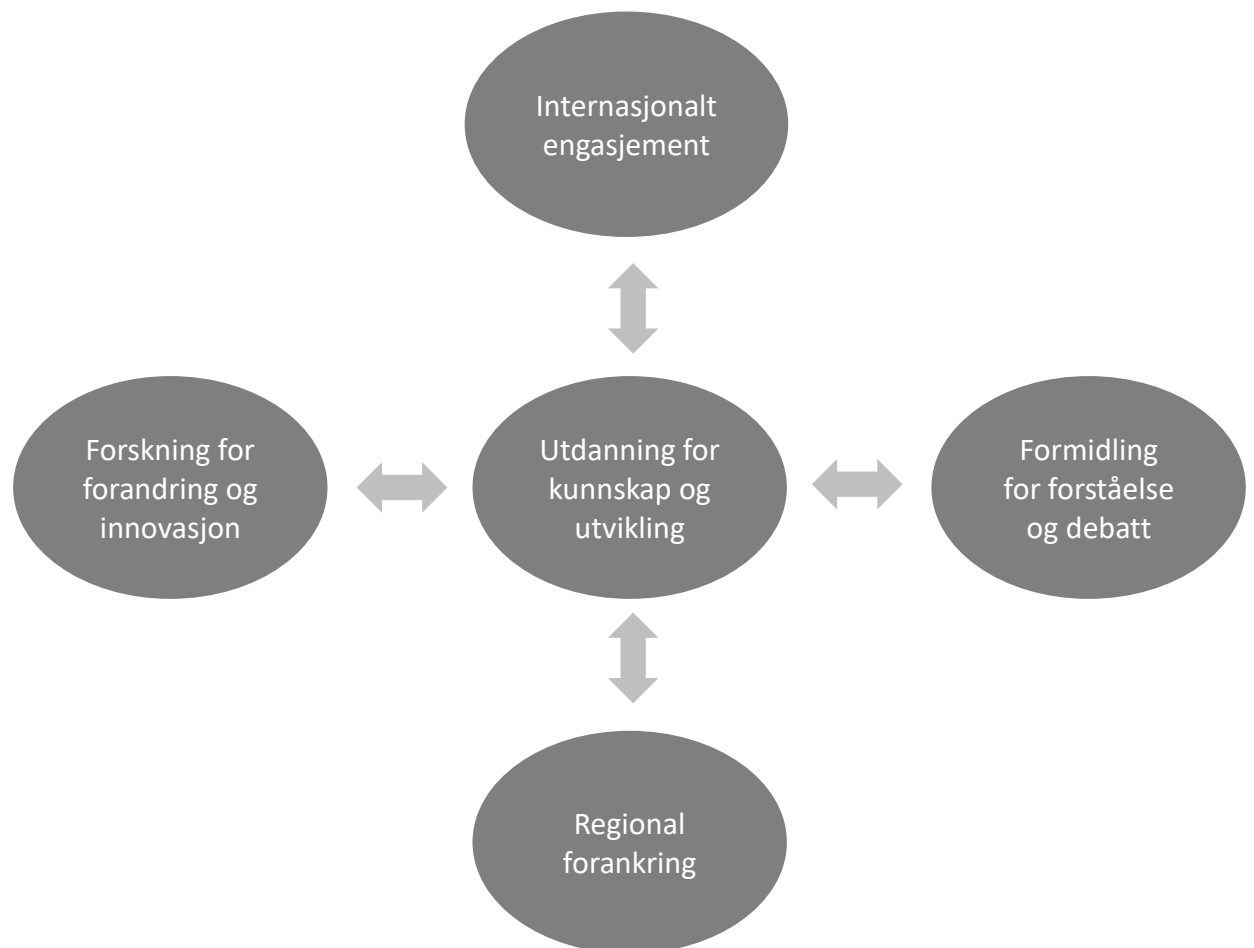 Internasjonalt
engasjement
Forskning for
forandring og
innovasjon
Utdanning for
kunnskap og
utvikling
Formidling
for forståelse
og debatt
Regional
forankring